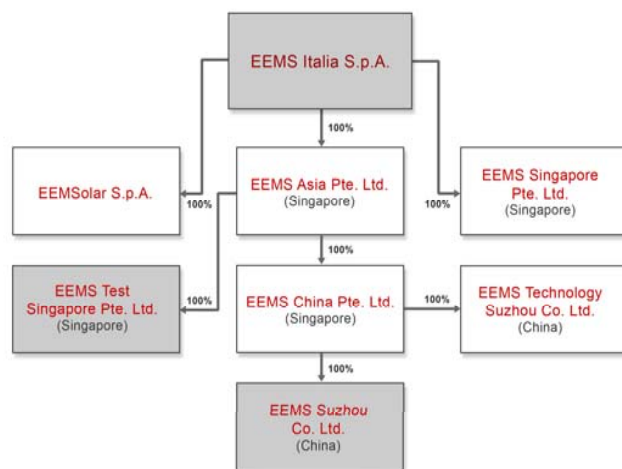 EEMS Italia S.p.A.
100%
EEMSolar S.p.A.
100%
EEMS Asia Pte. Ltd.
(Singapore)
EEMS Singapore
Pte. Ltd.
(Singapore)
100%
100%
EEMS Test
Singapore Pte. Ltd.
(Singapore)
100%
EEMS China Pte. Ltd.
(Singapore)
100%
EEMS Technology
Suzhou Co. Ltd.
(China)
100%
EEMS Suzhou
Co. Ltd.
(China)